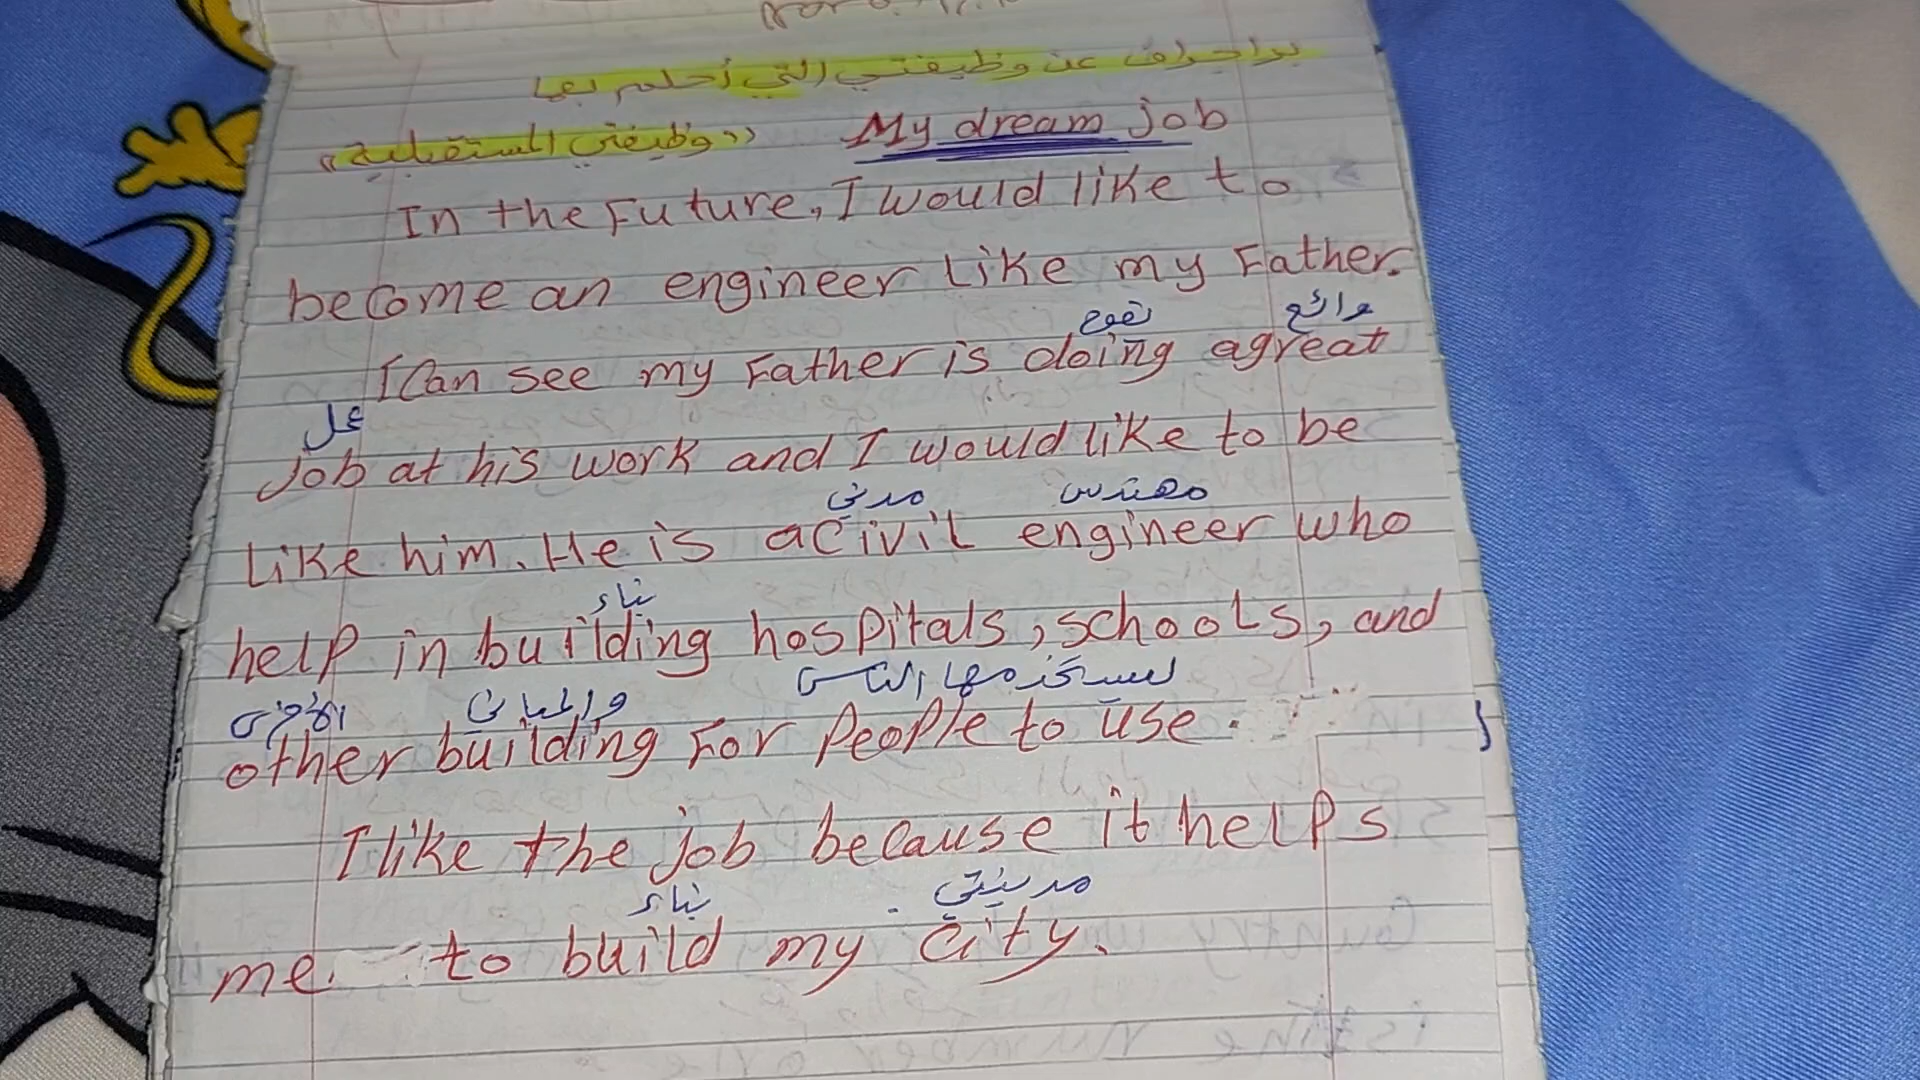 براجراف عن وظيفتي التي أحلم بها
My dream job «وظيفتي المستقبلية»
In the Future, I would like to
become an engineer like my Father.
تقوم رائع
I Can see my Father is doing a great
عمل
job at his work and I would like to be
مدني مهندس
like him. He is a Civil engineer who
بناء
help in building hospitals, schools, and
الأخرى والمباني ليستخدمها الناس
other building For People to use.
I like the job because it helps
بناء مدينتي
me to build my city.